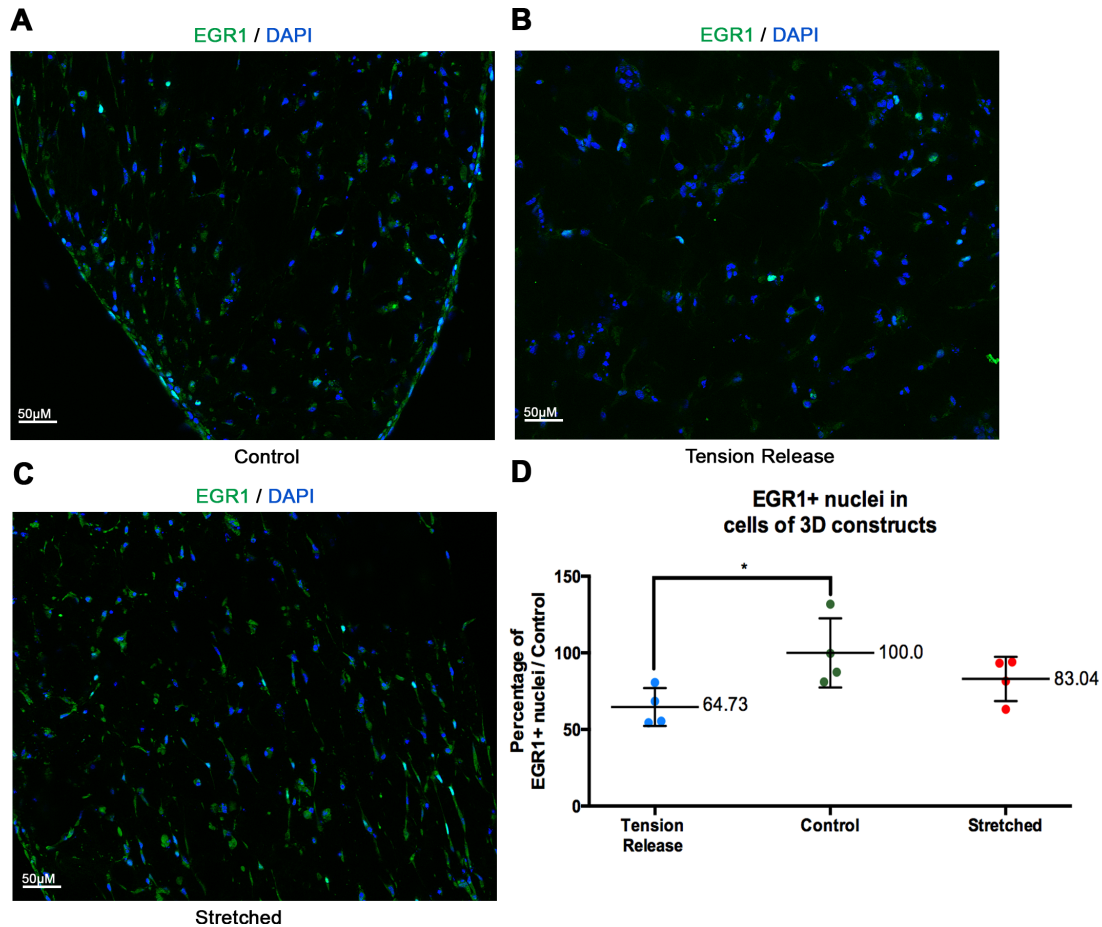 A
EGR1 / DAPI
50µM
Control
B
EGR1 / DAPI
50µM
Tension Release
C
EGR1 / DAPI
50µM
Stretched
D
EGR1+ nuclei in
cells of 3D constructs
Percentage of
EGR1+ nuclei / Control
150
100
50
0
*
64.73
100.0
83.04
Tension
Release
Control
Stretched